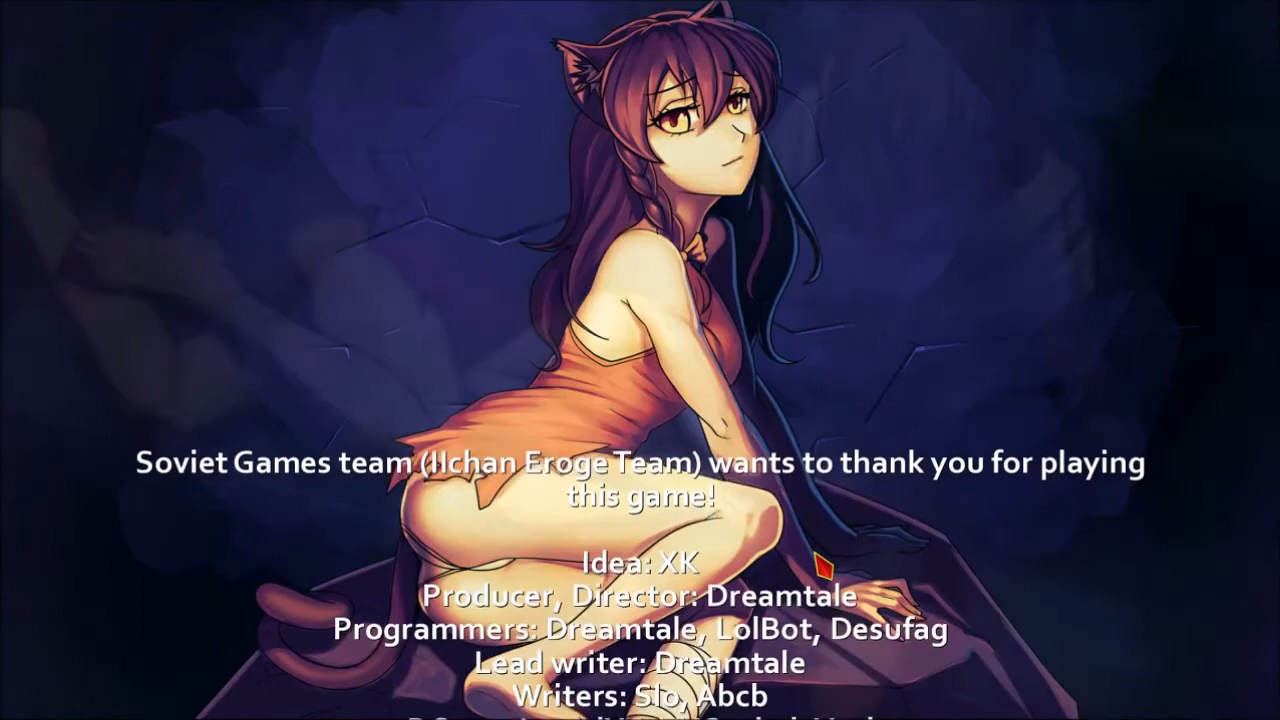 Soviet Games team (IIchan Eroge Team) wants to thank you for playing
this game!
Idea: XK
Producer, Director: Dreamtale
Programmers: Dreamtale, LolBot, Desufag
Lead writer: Dreamtale
Writers: Slo, Abcb